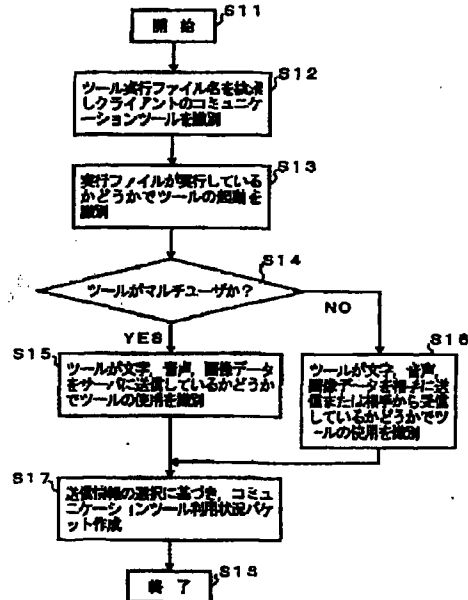 S11
開 始
S12
ツール実行ファイル名を検索
しクライアントのコミュニケ
ーションツールを識別
S13
実行ファイルが実行している
かどうかでツールの起動を
識別
S14
ツールがマルチユーザか?
NO
YES
S15
ツールが文字、音声、画像データ
をサーバに送信しているかどうか
でツールの使用を識別
S16
ツールが文字、音声、
画像データを相手に送
信または相手から受信
しているかどうかでツ
ールの使用を識別
S17
送信情報の選択に基づき、コミュ
ニケーションツール利用状況パケ
ット作成
終 了
S18